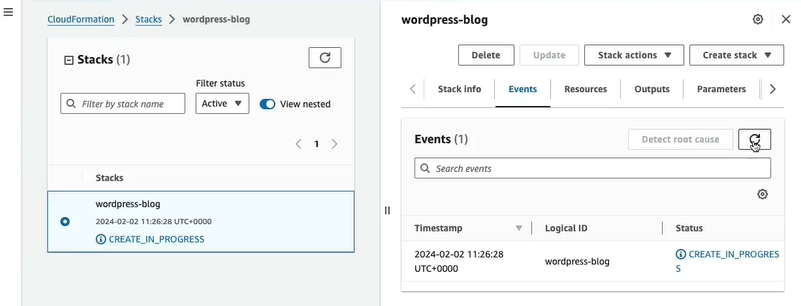 CloudFormation > Stacks > wordpress-blog
Stacks (1)
Filter status
Filter by stack name
Active
View nested
1
Stacks
wordpress-blog
2024-02-02 11:26:28 UTC+0000
CREATE_IN_PROGRESS
wordpress-blog
Delete
Update
Stack actions
Create stack
Stack info
Events
Resources
Outputs
Parameters
Events (1)
Detect root cause
Search events
Timestamp
Logical ID
Status
2024-02-02 11:26:28
UTC+0000
wordpress-blog
CREATE_IN_PROGRES
S